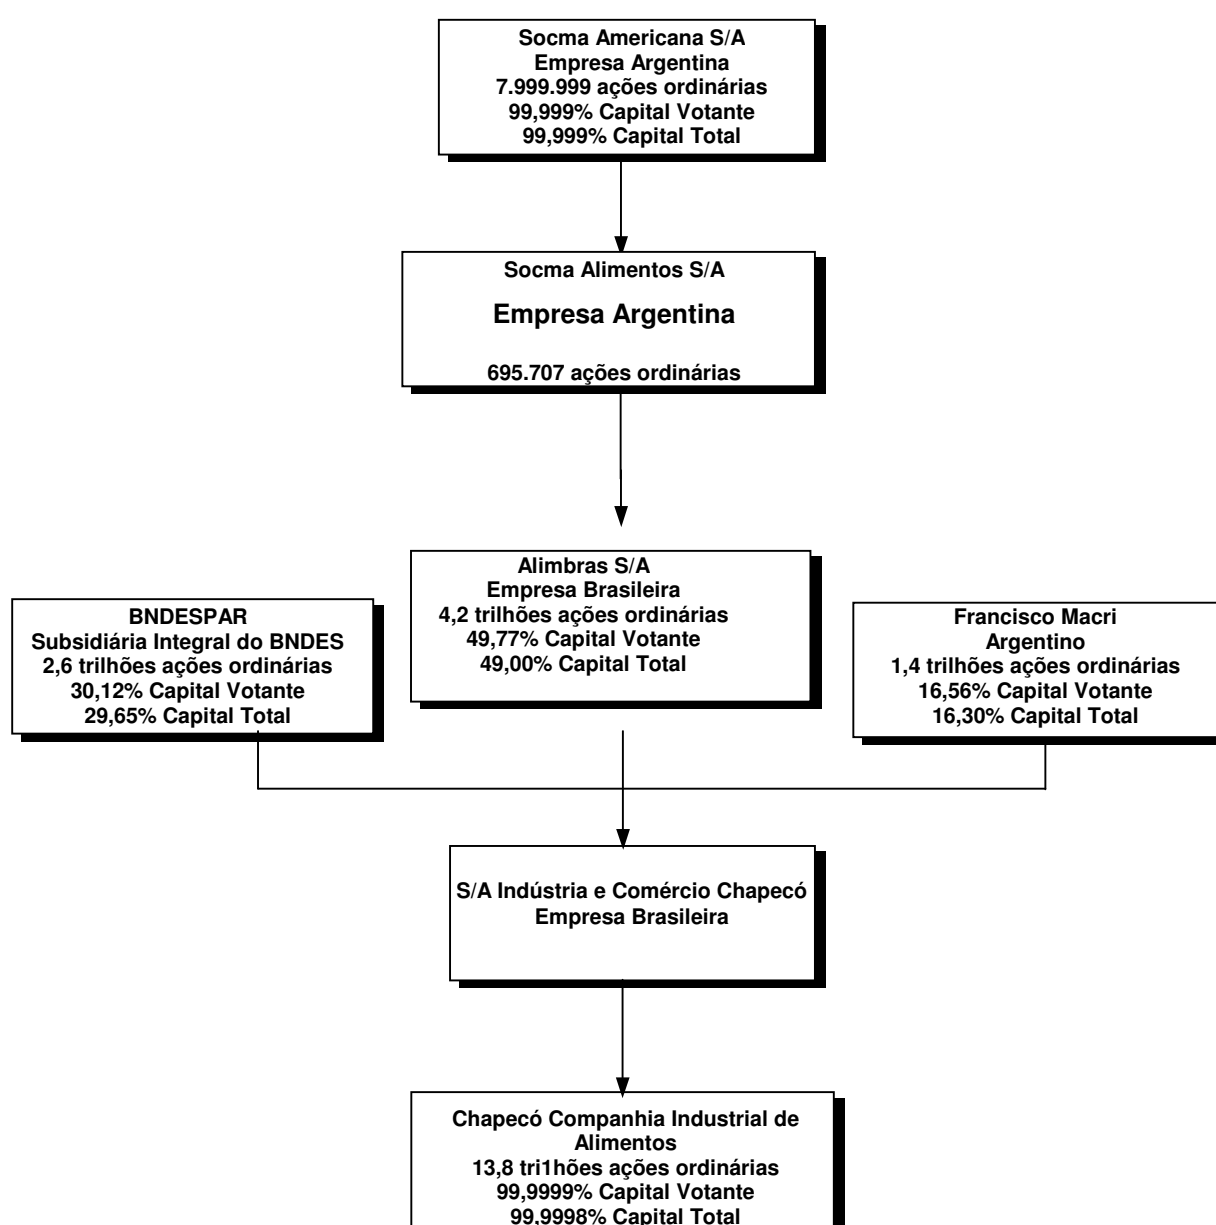 Socma Americana S/A
Empresa Argentina
7.999.999 ações ordinárias
99,999% Capital Votante
99,999% Capital Total
Socma Alimentos S/A
Empresa Argentina
695.707 ações ordinárias
Alimbras S/A
Empresa Brasileira
4,2 trilhões ações ordinárias
49,77% Capital Votante
49,00% Capital Total
BNDESPAR
Subsidiária Integral do BNDES
2,6 trilhões ações ordinárias
30,12% Capital Votante
29,65% Capital Total
Francisco Macri
Argentino
1,4 trilhões ações ordinárias
16,56% Capital Votante
16,30% Capital Total
S/A Indústria e Comércio Chapecó
Empresa Brasileira
Chapecó Companhia Industrial de
Alimentos
13,8 tri1hões ações ordinárias
99,9999% Capital Votante
99,9998% Capital Total